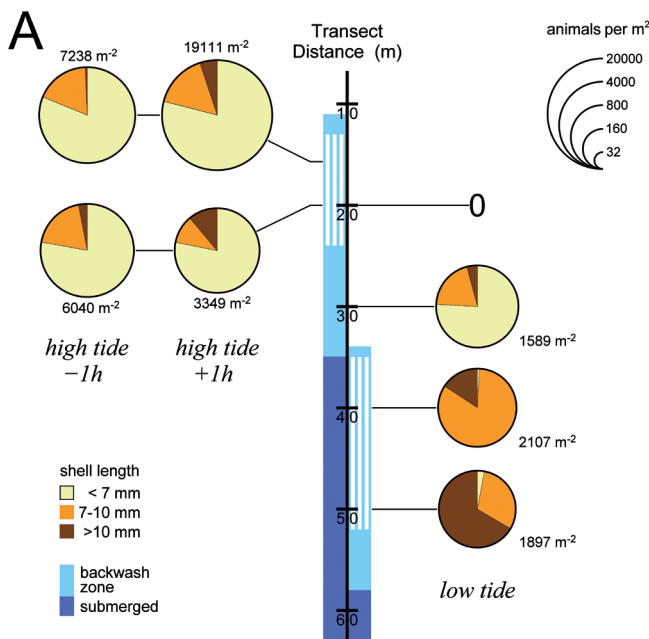 A
7238 m-2
19111 m-2
Transect
Distance (m)
animals per m2
20000
4000
800
160
32
10
20
0
30
40
50
60
6040 m-2
3349 m-2
high tide
−1h
high tide
+1h
1589 m-2
2107 m-2
1897 m-2
low tide
shell length
< 7 mm
7-10 mm
>10 mm
backwash
zone
submerged